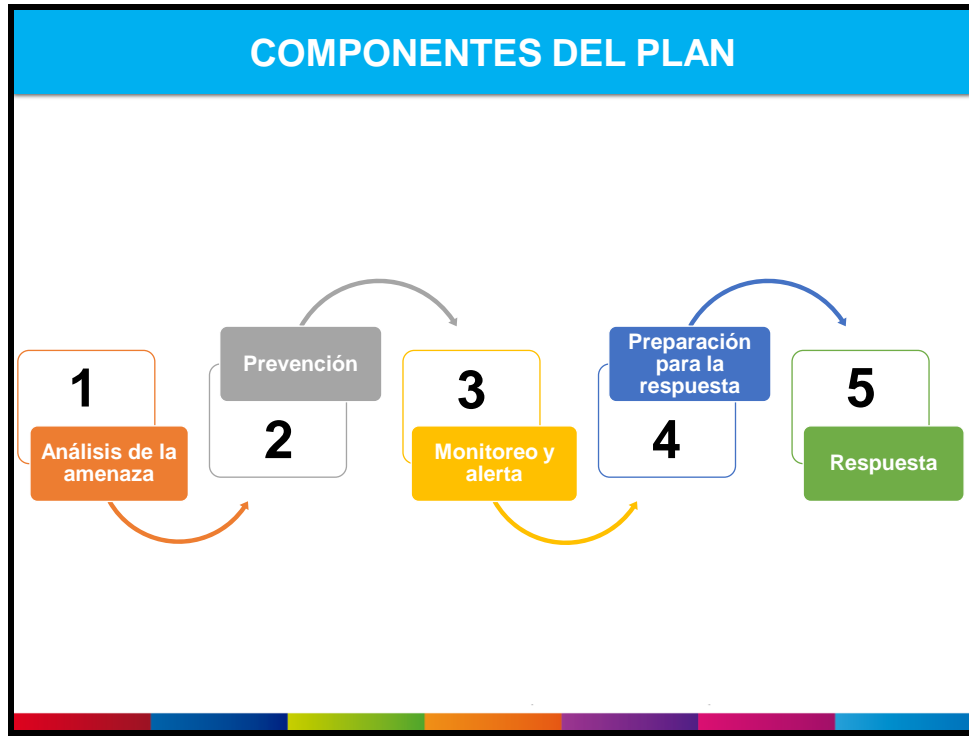 COMPONENTES DEL PLAN
1
Análisis de la
amenaza
Prevención
2
3
Monitoreo y
alerta
Preparación
para la
respuesta
4
5
Respuesta